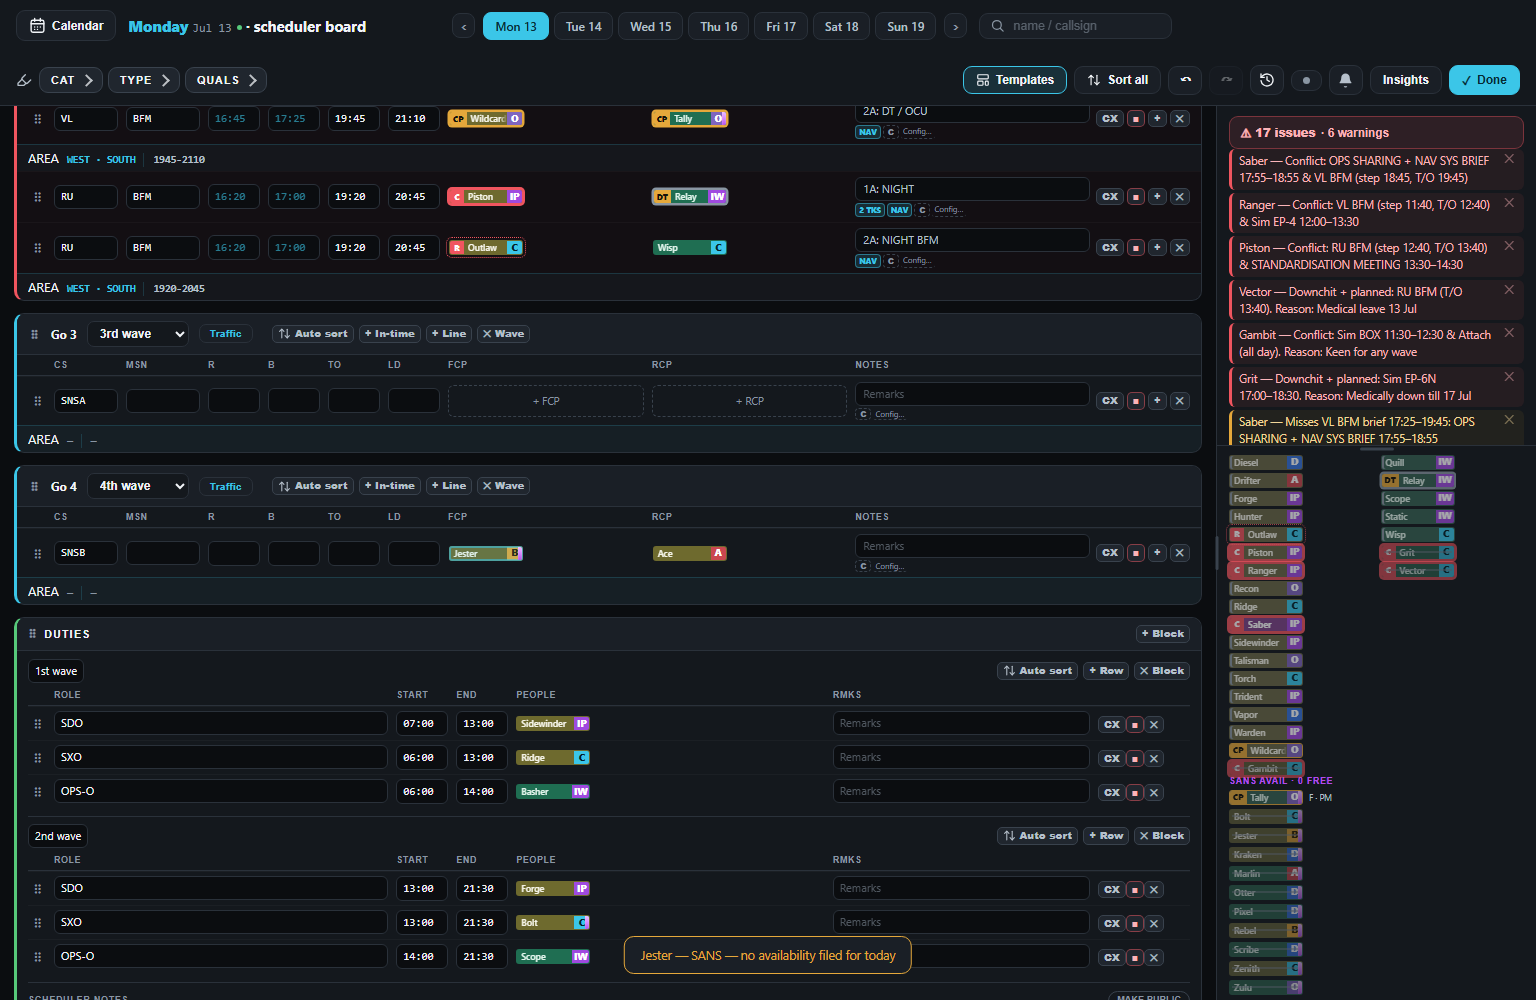 Calendar
Monday Jul 13 • · scheduler board
‹ Mon 13 Tue 14 Wed 15 Thu 16 Fri 17 Sat 18 Sun 19 ›
name / callsign
CAT TYPE QUALS
Templates Sort all Insights ✓ Done
VL BFM 16:45 17:25 19:45 21:10 CP Wildcard O CP Tally O 2A: DT / OCU CX ■ + ✕
NAV C Config...
AREA WEST · SOUTH 1945-2110
RU BFM 16:20 17:00 19:20 20:45 C Piston IP DT Relay IW 1A: NIGHT CX ■ + ✕
2 TKS NAV C Config...
RU BFM 16:20 17:00 19:20 20:45 R Outlaw C Wisp C 2A: NIGHT BFM CX ■ + ✕
NAV C Config...
AREA WEST · SOUTH 1920-2045
Go 3 3rd wave Traffic Auto sort + In-time + Line ✕ Wave
CS MSN R B TO LD FCP RCP NOTES
SNSA + FCP + RCP Remarks CX ■ + ✕
C Config...
AREA – –
Go 4 4th wave Traffic Auto sort + In-time + Line ✕ Wave
CS MSN R B TO LD FCP RCP NOTES
SNSB Jester B Ace A Remarks CX ■ + ✕
C Config...
AREA – –
DUTIES + Block
1st wave Auto sort + Row ✕ Block
ROLE START END PEOPLE RMKS
SDO 07:00 13:00 Sidewinder IP Remarks CX ■ ✕
SXO 06:00 13:00 Ridge C Remarks CX ■ ✕
OPS-O 06:00 14:00 Basher IW Remarks CX ■ ✕
2nd wave Auto sort + Row ✕ Block
ROLE START END PEOPLE RMKS
SDO 13:00 21:30 Forge IP Remarks CX ■ ✕
SXO 13:00 21:30 Bolt C Remarks CX ■ ✕
OPS-O 14:00 21:30 Scope IW CX ■ ✕
Jester — SANS — no availability filed for today
SCHEDULER NOTES MAKE PUBLIC
⚠ 17 issues · 6 warnings
Saber — Conflict: OPS SHARING + NAV SYS BRIEF
17:55–18:55 & VL BFM (step 18:45, T/O 19:45)
Ranger — Conflict: VL BFM (step 11:40, T/O 12:40)
& Sim EP-4 12:00–13:30
Piston — Conflict: RU BFM (step 12:40, T/O 13:40)
& STANDARDISATION MEETING 13:30–14:30
Vector — Downchit + planned: RU BFM (T/O
13:40). Reason: Medical leave 13 Jul
Gambit — Conflict: Sim BOX 11:30–12:30 & Attach
(all day). Reason: Keen for any wave
Grit — Downchit + planned: Sim EP-6N
17:00–18:30. Reason: Medically down till 17 Jul
Saber — Misses VL BFM brief 17:25–19:45: OPS
SHARING + NAV SYS BRIEF 17:55–18:55
Diesel D Quill IW
Drifter A DT Relay IW
Forge IP Scope IW
Hunter IP Static IW
R Outlaw C Wisp C
C Piston IP C Grit C
C Ranger IP C Vector C
Recon O
Ridge C
C Saber IP
Sidewinder IP
Talisman O
Torch C
Trident IP
Vapor D
Warden IP
CP Wildcard O
C Gambit C
SANS AVAIL · 0 FREE
CP Tally O F · PM
Bolt C
Jester B
Kraken D
Marlin A
Otter D
Pixel D
Rebel B
Scribe D
Zenith C
Zulu O